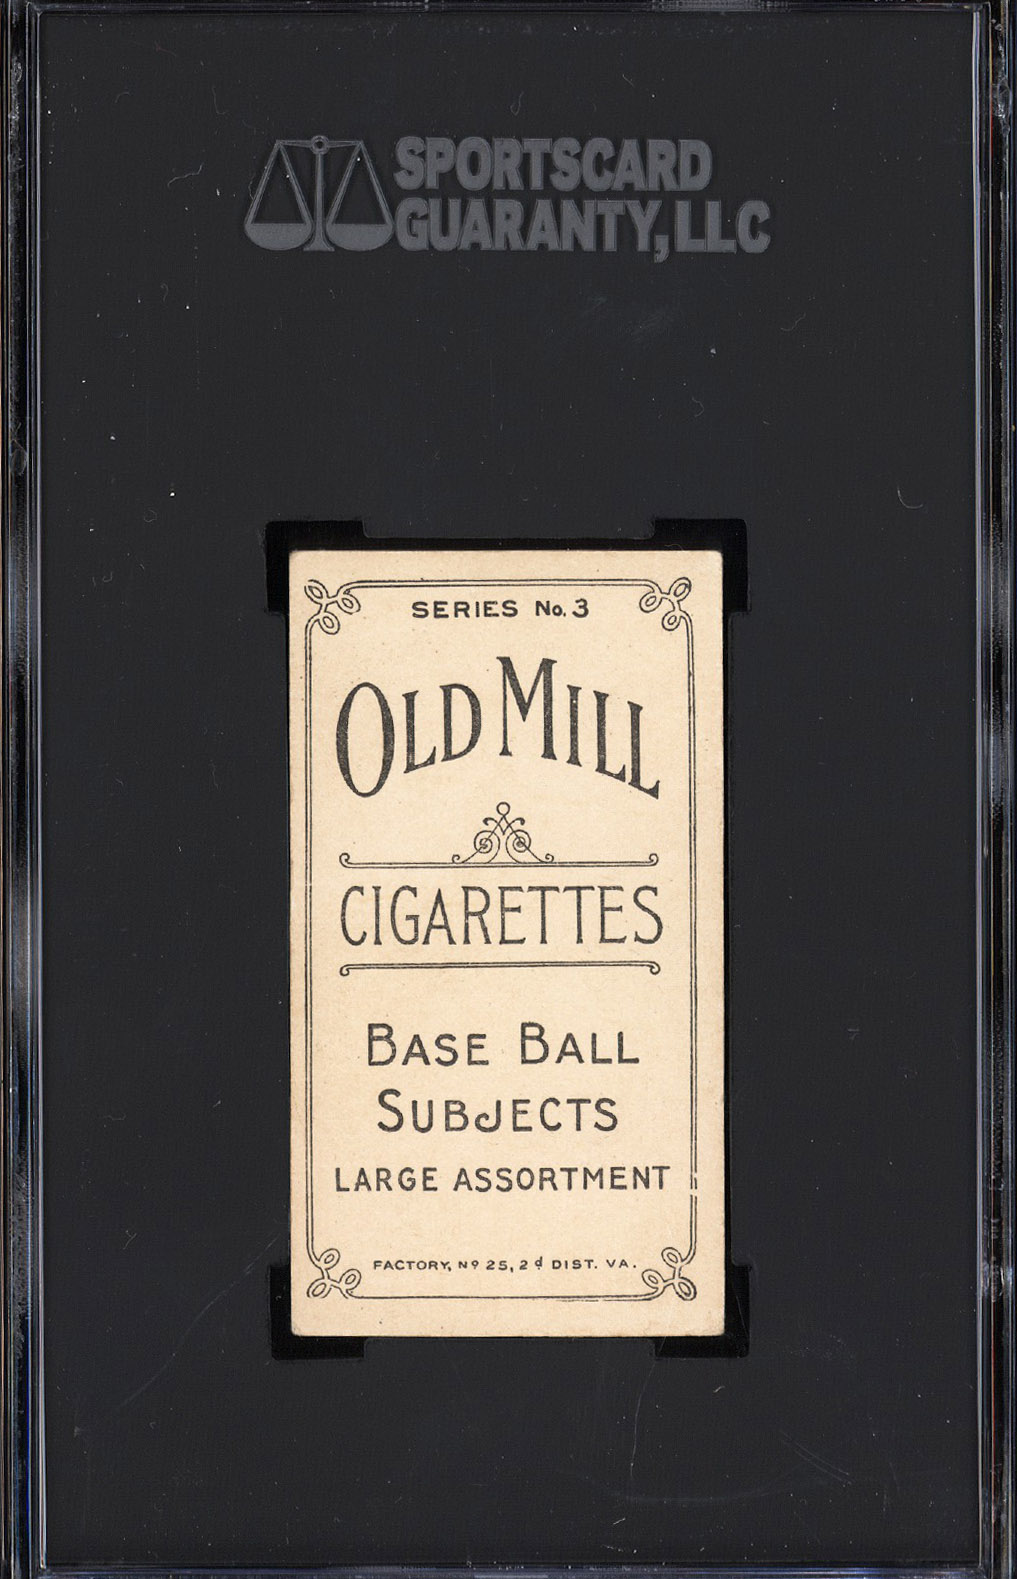 SPORTSCARD
GUARANTY, LLC
SERIES No. 3
OLD MILL
CIGARETTES
BASE BALL
SUBJECTS
LARGE ASSORTMENT
FACTORY, Nº 25, 2d DIST. VA.